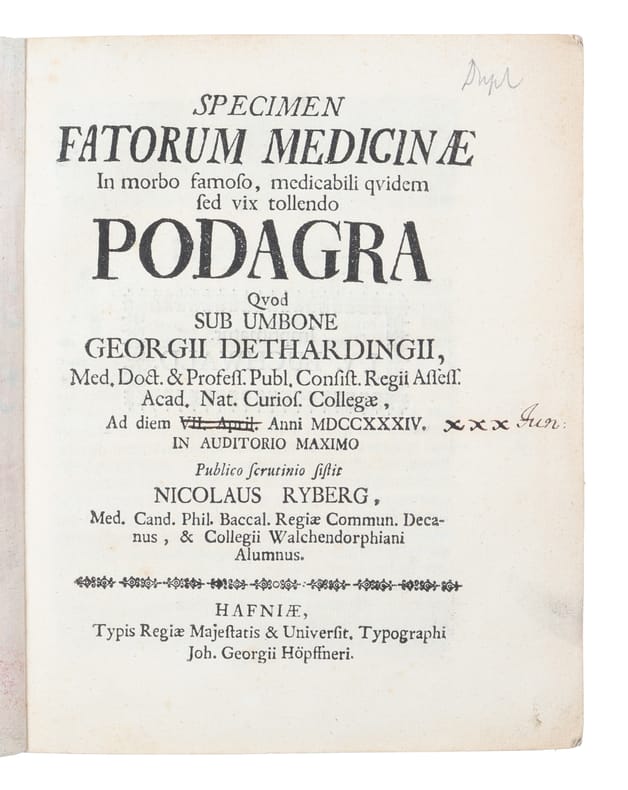 Dupl
SPECIMEN
FATORUM MEDICINÆ
In morbo famoſo, medicabili qvidem
ſed vix tollendo
PODAGRA
Qvod
SUB UMBONE
GEORGII DETHARDINGII,
Med. Doct. & Profeſſ. Publ. Conſiſt. Regii Aſſeſſ.
Acad. Nat. Curioſ. Collegæ,
Ad diem VII. April. Anni MDCCXXXIV. xxx Jun:
IN AUDITORIO MAXIMO
Publico ſcrutinio ſiſtit
NICOLAUS RYBERG,
Med. Cand. Phil. Baccal. Regiæ Commun. Deca-
nus, & Collegii Walchendorphiani
Alumnus.
HAFNIÆ,
Typis Regiæ Majeſtatis & Univerſit. Typographi
Joh. Georgii Höpffneri.